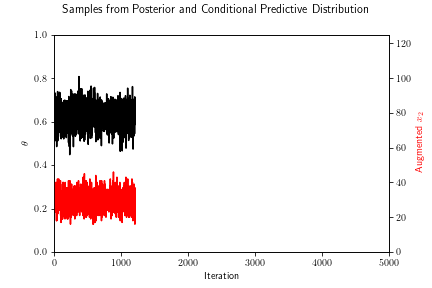 Samples from Posterior and Conditional Predictive Distribution
1.0
0.8
0.6
0.4
0.2
0.0
θ
0 1000 2000 3000 4000 5000
Iteration
120
100
80
60
40
20
0
Augmented x₂